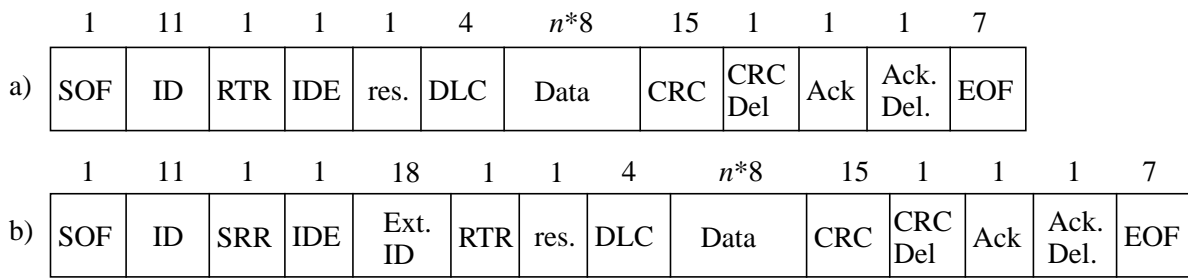 1 11 1 1 1 4 n*8 15 1 1 1 7
a) SOF ID RTR IDE res. DLC Data CRC CRC Del Ack Ack. Del. EOF
1 11 1 1 18 1 1 4 n*8 15 1 1 1 7
b) SOF ID SRR IDE Ext. ID RTR res. DLC Data CRC CRC Del Ack Ack. Del. EOF